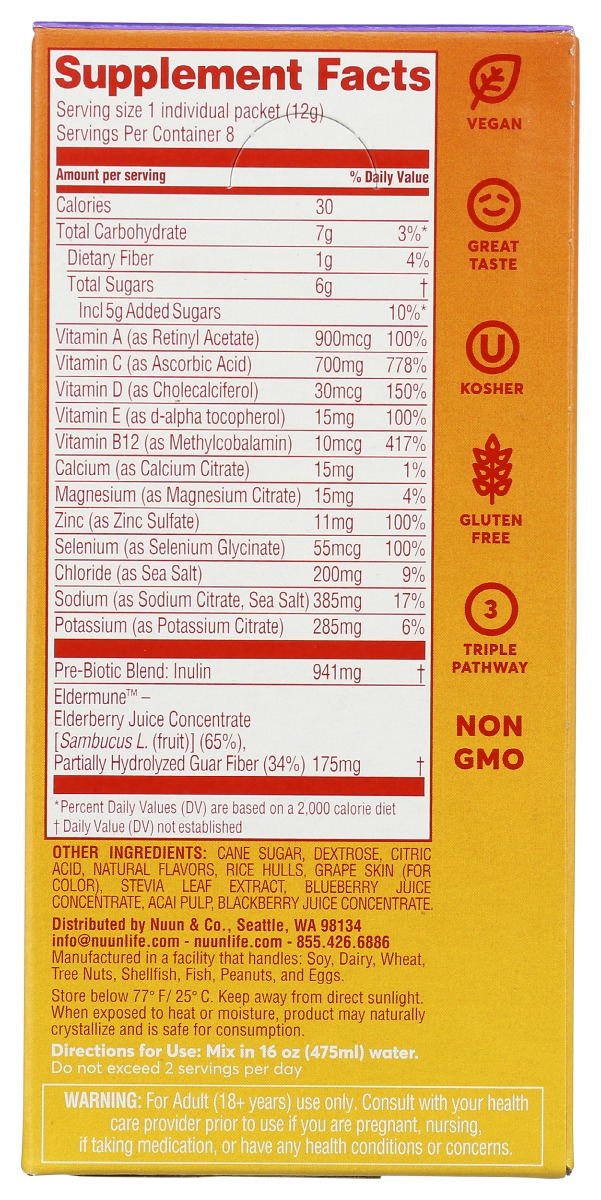 Supplement Facts
Serving size 1 individual packet (12g)
Servings Per Container 8
Amount per serving % Daily Value
Calories 30
Total Carbohydrate 7g 3%*
Dietary Fiber 1g 4%
Total Sugars 6g †
Incl 5g Added Sugars 10%*
Vitamin A (as Retinyl Acetate) 900mcg 100%
Vitamin C (as Ascorbic Acid) 700mg 778%
Vitamin D (as Cholecalciferol) 30mcg 150%
Vitamin E (as d-alpha tocopherol) 15mg 100%
Vitamin B12 (as Methylcobalamin) 10mcg 417%
Calcium (as Calcium Citrate) 15mg 1%
Magnesium (as Magnesium Citrate) 15mg 4%
Zinc (as Zinc Sulfate) 11mg 100%
Selenium (as Selenium Glycinate) 55mcg 100%
Chloride (as Sea Salt) 200mg 9%
Sodium (as Sodium Citrate, Sea Salt) 385mg 17%
Potassium (as Potassium Citrate) 285mg 6%
Pre-Biotic Blend: Inulin 941mg †
Eldermune™ –
Elderberry Juice Concentrate
[Sambucus L. (fruit)] (65%),
Partially Hydrolyzed Guar Fiber (34%) 175mg †
*Percent Daily Values (DV) are based on a 2,000 calorie diet
† Daily Value (DV) not established
OTHER INGREDIENTS: CANE SUGAR, DEXTROSE, CITRIC
ACID, NATURAL FLAVORS, RICE HULLS, GRAPE SKIN (FOR
COLOR), STEVIA LEAF EXTRACT, BLUEBERRY JUICE
CONCENTRATE, ACAI PULP, BLACKBERRY JUICE CONCENTRATE.
Distributed by Nuun & Co., Seattle, WA 98134
info@nuunlife.com - nuunlife.com - 855.426.6886
Manufactured in a facility that handles: Soy, Dairy, Wheat,
Tree Nuts, Shellfish, Fish, Peanuts, and Eggs.
Store below 77° F/ 25° C. Keep away from direct sunlight.
When exposed to heat or moisture, product may naturally
crystallize and is safe for consumption.
Directions for Use: Mix in 16 oz (475ml) water.
Do not exceed 2 servings per day
WARNING: For Adult (18+ years) use only. Consult with your health
care provider prior to use if you are pregnant, nursing,
if taking medication, or have any health conditions or concerns.
VEGAN
GREAT
TASTE
U
KOSHER
GLUTEN
FREE
3
TRIPLE
PATHWAY
NON
GMO